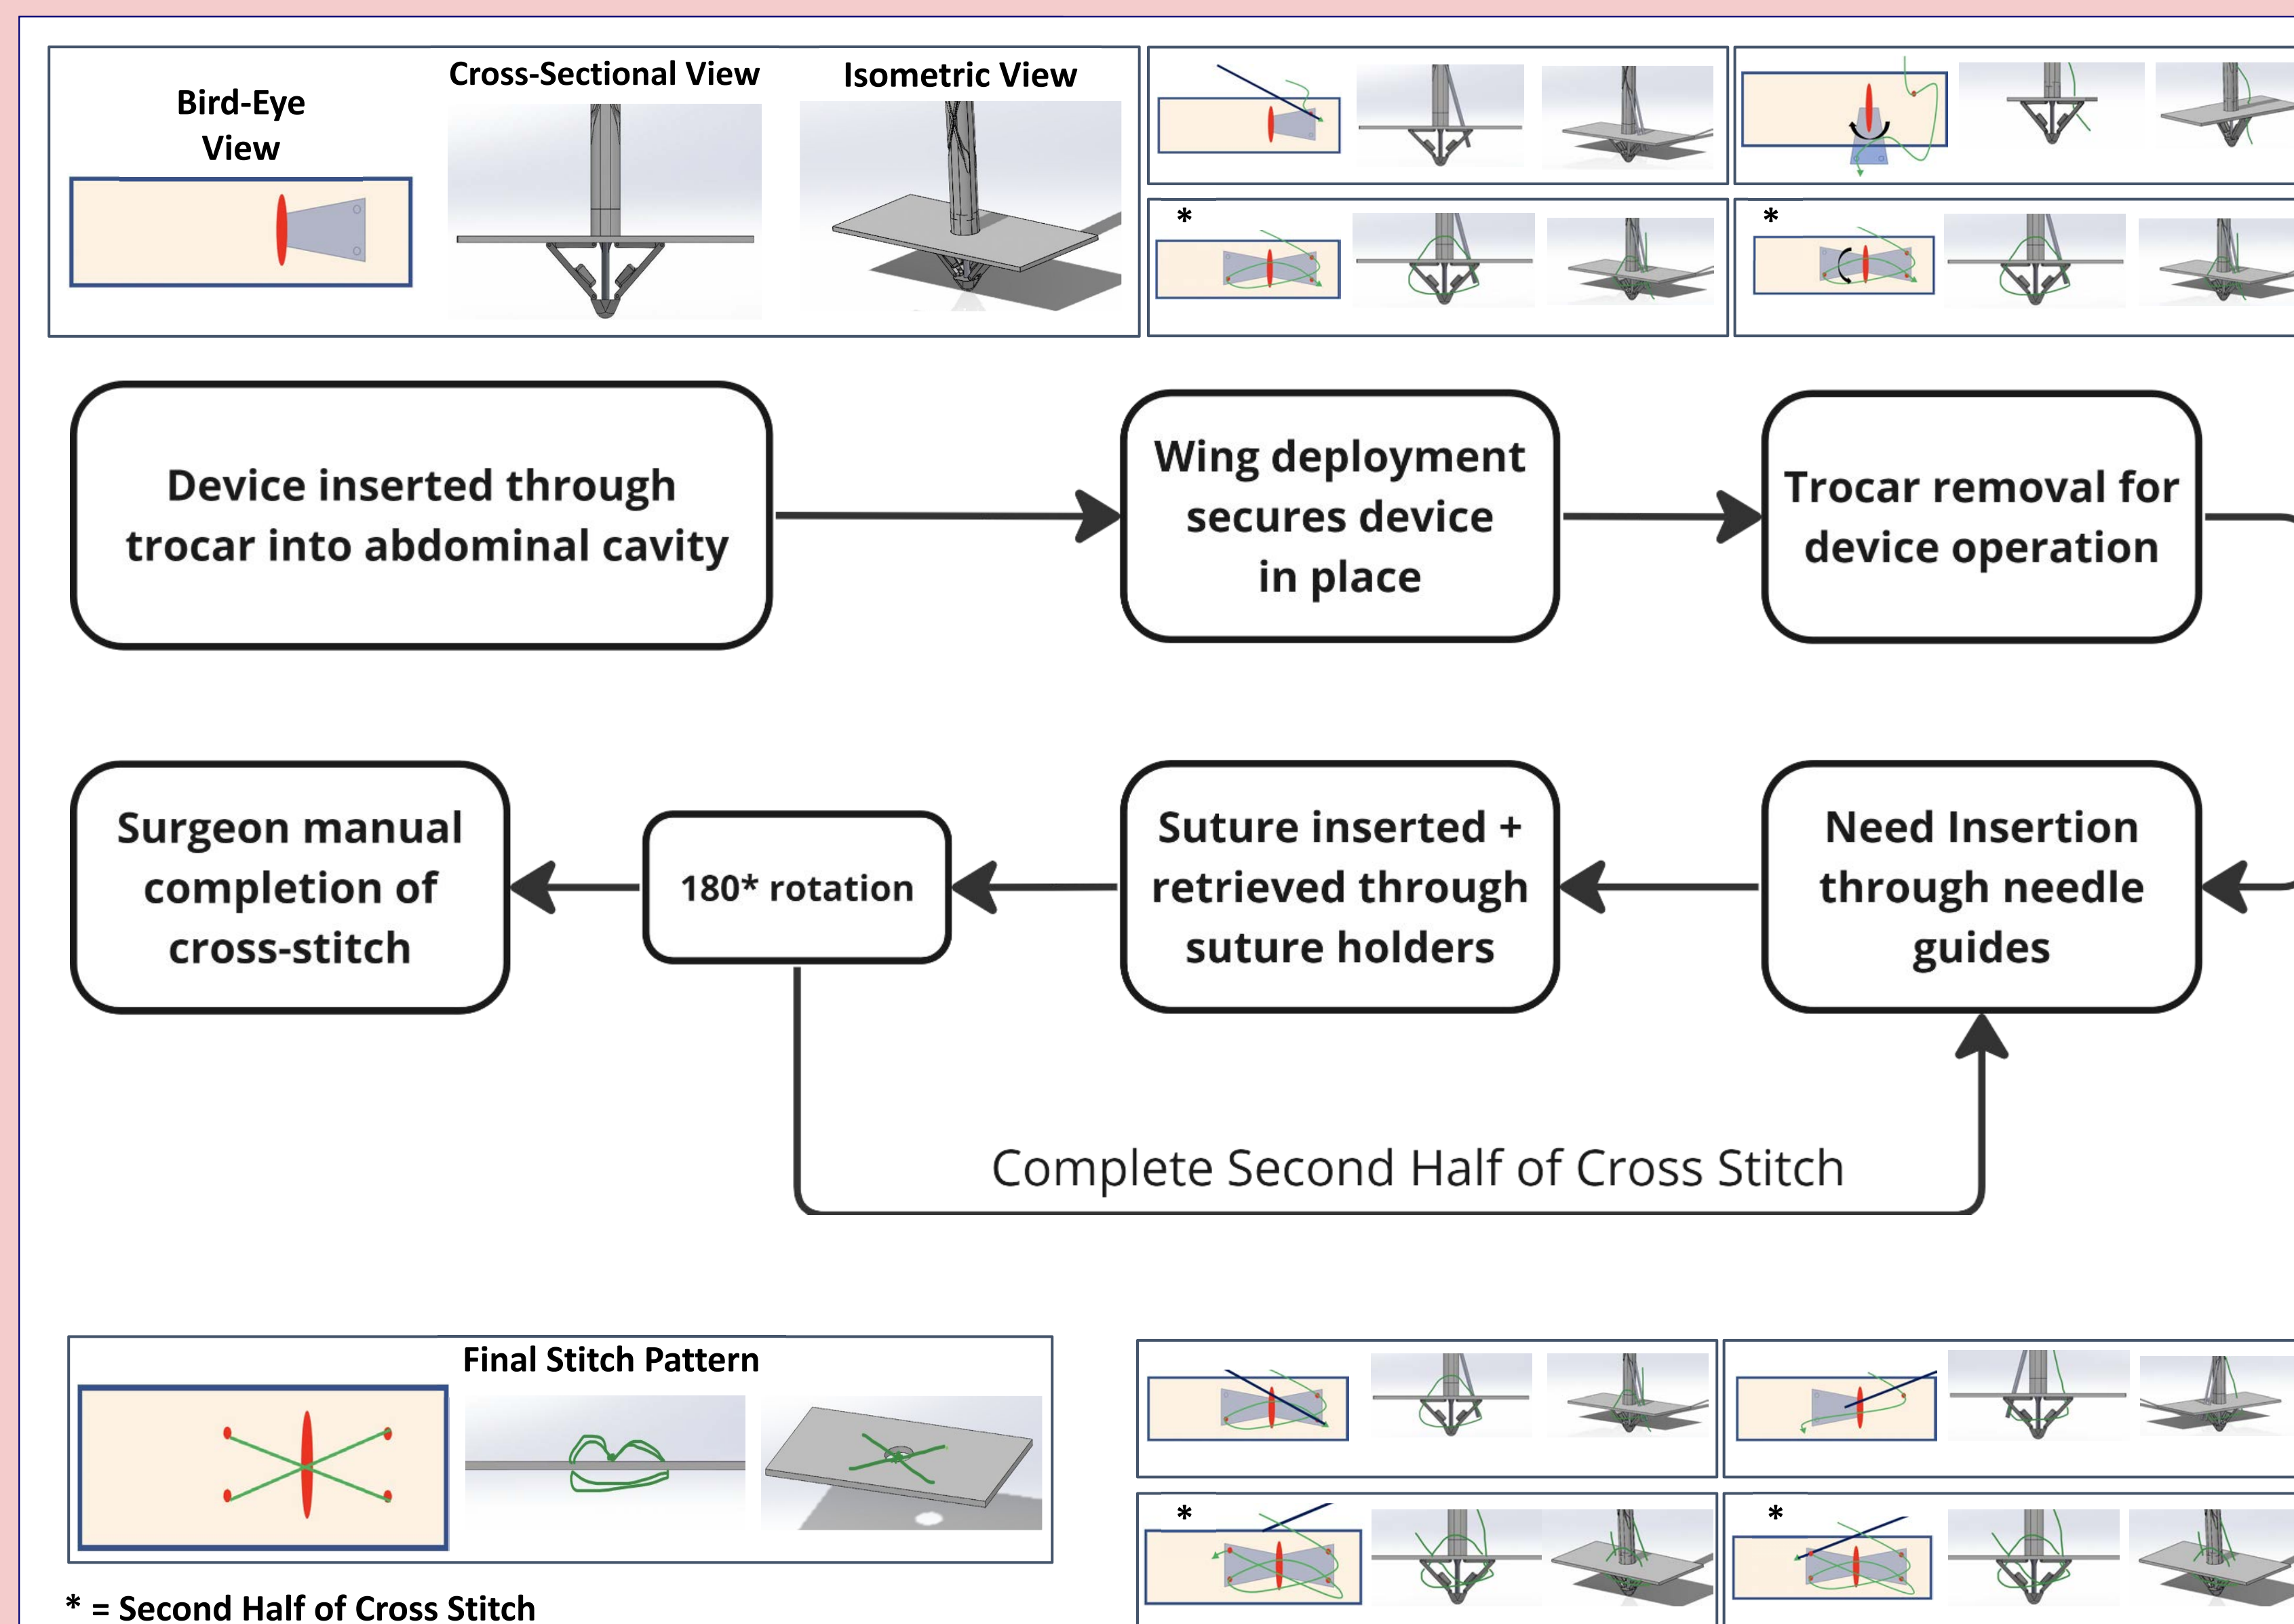 Bird-Eye
View
Cross-Sectional View
Isometric View
*
*
Device inserted through
trocar into abdominal cavity
Wing deployment
secures device
in place
Trocar removal for
device operation
Surgeon manual
completion of
cross-stitch
180* rotation
Suture inserted +
retrieved through
suture holders
Need Insertion
through needle
guides
Complete Second Half of Cross Stitch
Final Stitch Pattern
*
*
* = Second Half of Cross Stitch